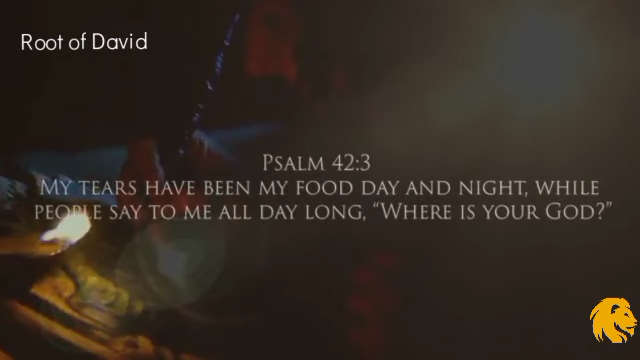 Root of David
Psalm 42:3
My tears have been my food day and night, while
people say to me all day long, “Where is your God?”